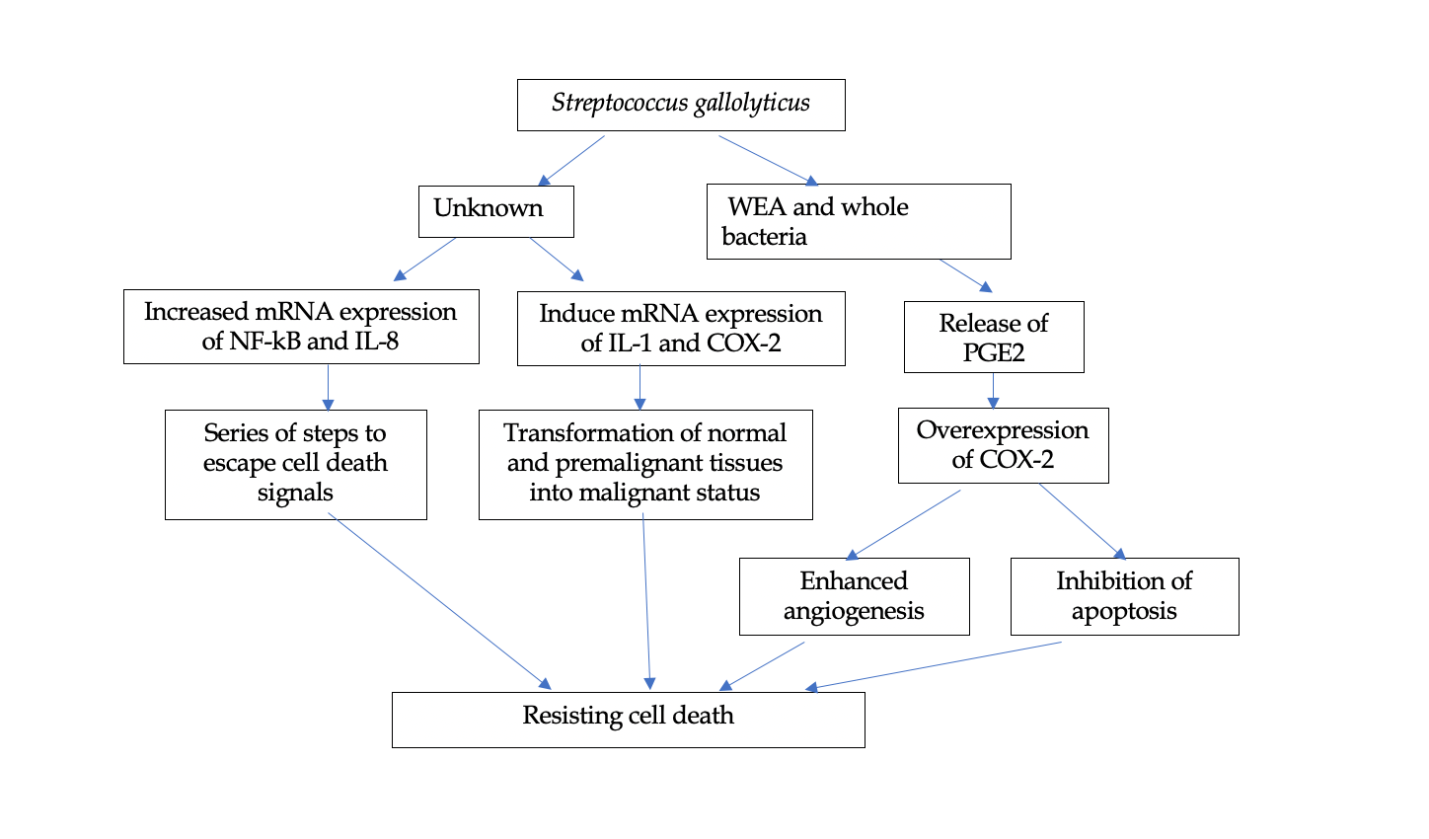 Streptococcus gallolyticus
Unknown
WEA and whole
bacteria
Increased mRNA expression
of NF-kB and IL-8
Induce mRNA expression
of IL-1 and COX-2
Release of
PGE2
Series of steps to
escape cell death
signals
Transformation of normal
and premalignant tissues
into malignant status
Overexpression
of COX-2
Enhanced
angiogenesis
Inhibition of
apoptosis
Resisting cell death